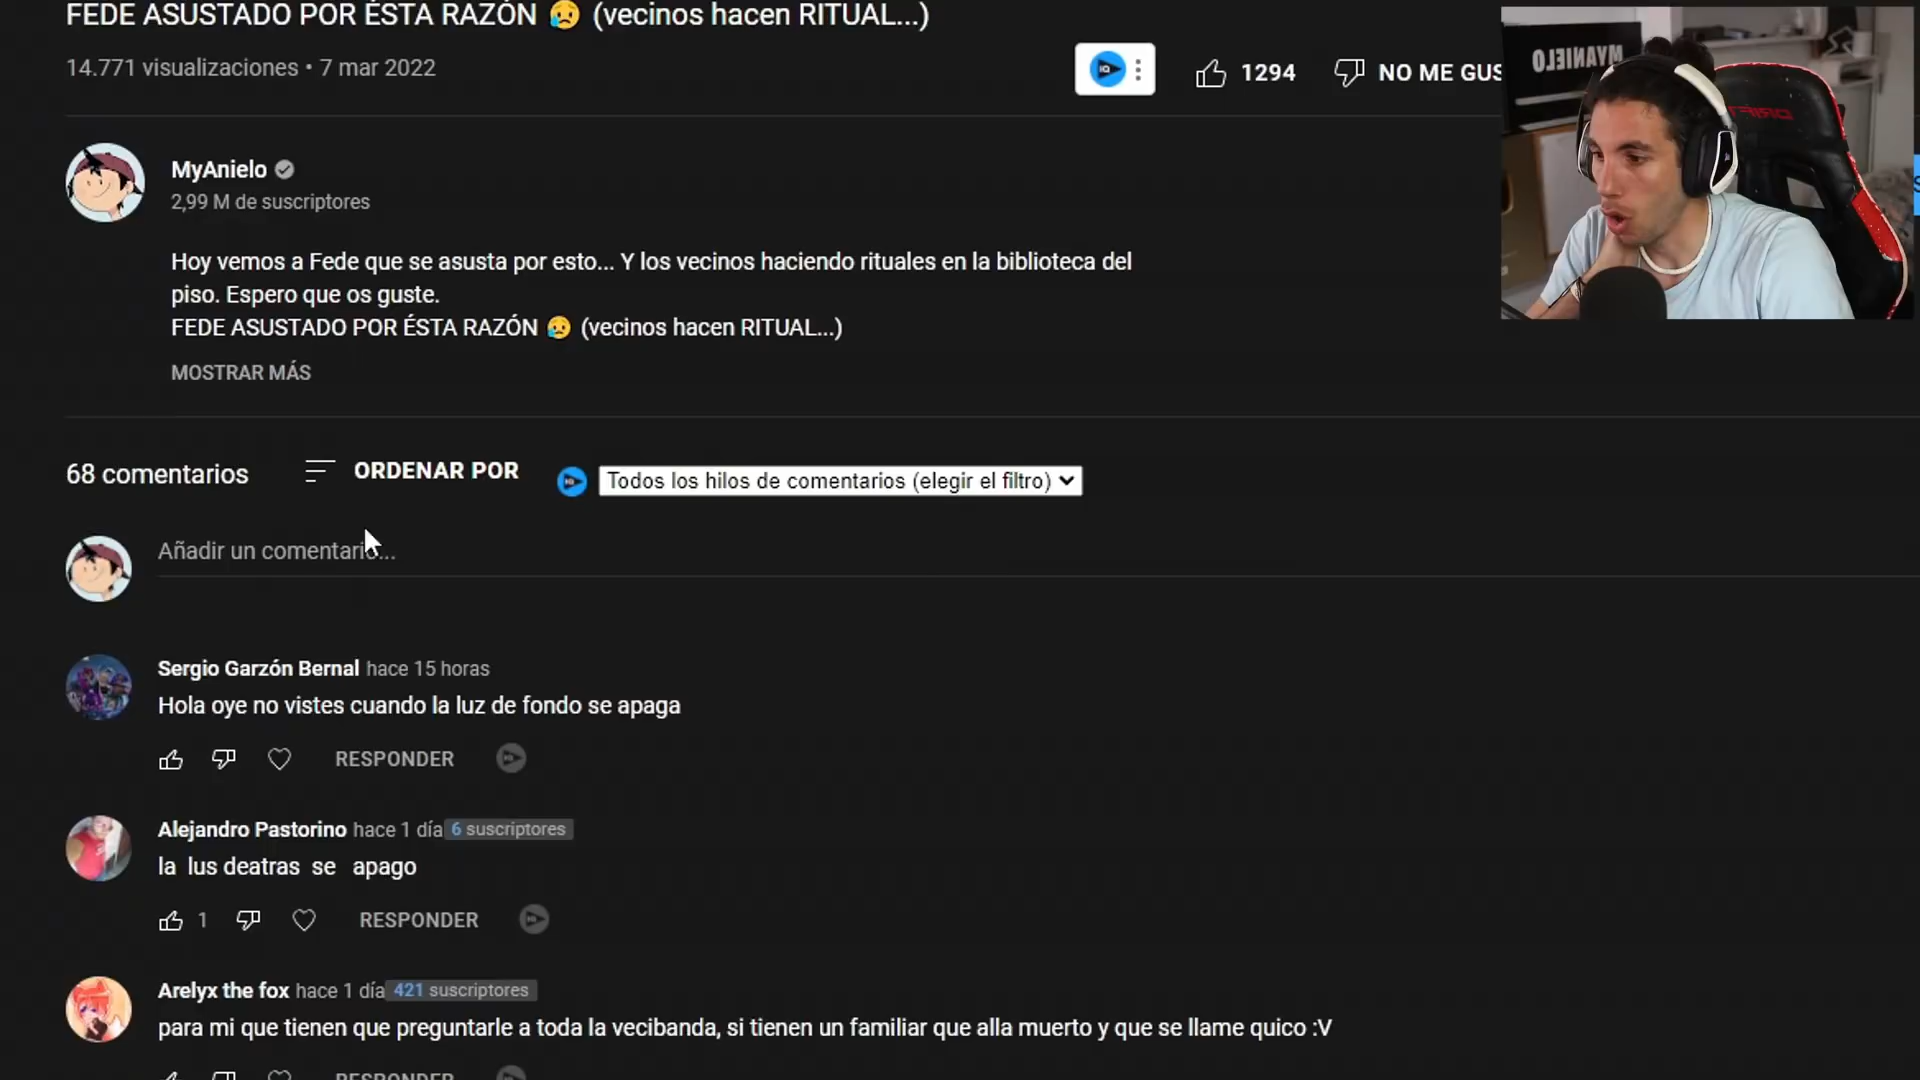 FEDE ASUSTADO POR ÉSTA RAZÓN 😥 (vecinos hacen RITUAL...)
14.771 visualizaciones • 7 mar 2022
1294
NO ME GUS
MYANIELO
DRIFT
MyAnielo
2,99 M de suscriptores
Hoy vemos a Fede que se asusta por esto... Y los vecinos haciendo rituales en la biblioteca del
piso. Espero que os guste.
FEDE ASUSTADO POR ÉSTA RAZÓN 😥 (vecinos hacen RITUAL...)
MOSTRAR MÁS
68 comentarios
ORDENAR POR
Todos los hilos de comentarios (elegir el filtro)
Añadir un comentario...
Sergio Garzón Bernal hace 15 horas
Hola oye no vistes cuando la luz de fondo se apaga
RESPONDER
Alejandro Pastorino hace 1 día 6 suscriptores
la lus deatras se apago
1
RESPONDER
Arelyx the fox hace 1 día 421 suscriptores
para mi que tienen que preguntarle a toda la vecibanda, si tienen un familiar que alla muerto y que se llame quico :V
RESPONDER